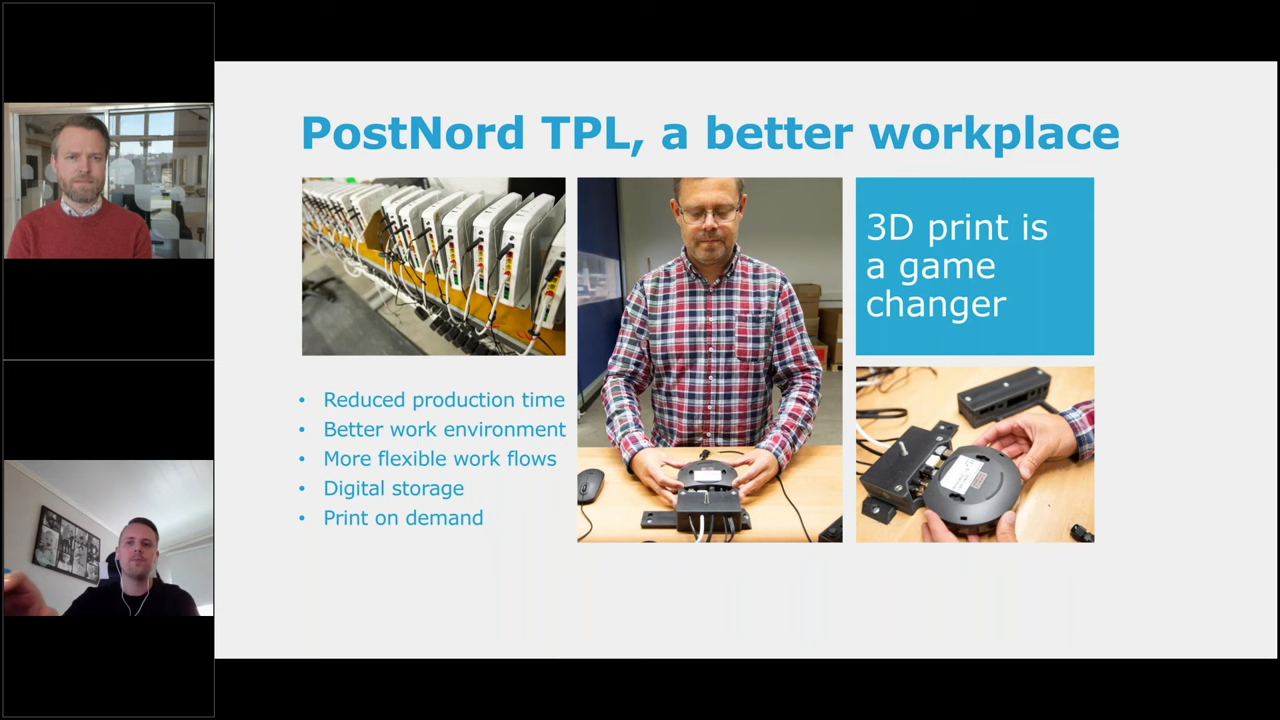 PostNord TPL, a better workplace
3D print is
a game
changer
• Reduced production time
• Better work environment
• More flexible work flows
• Digital storage
• Print on demand